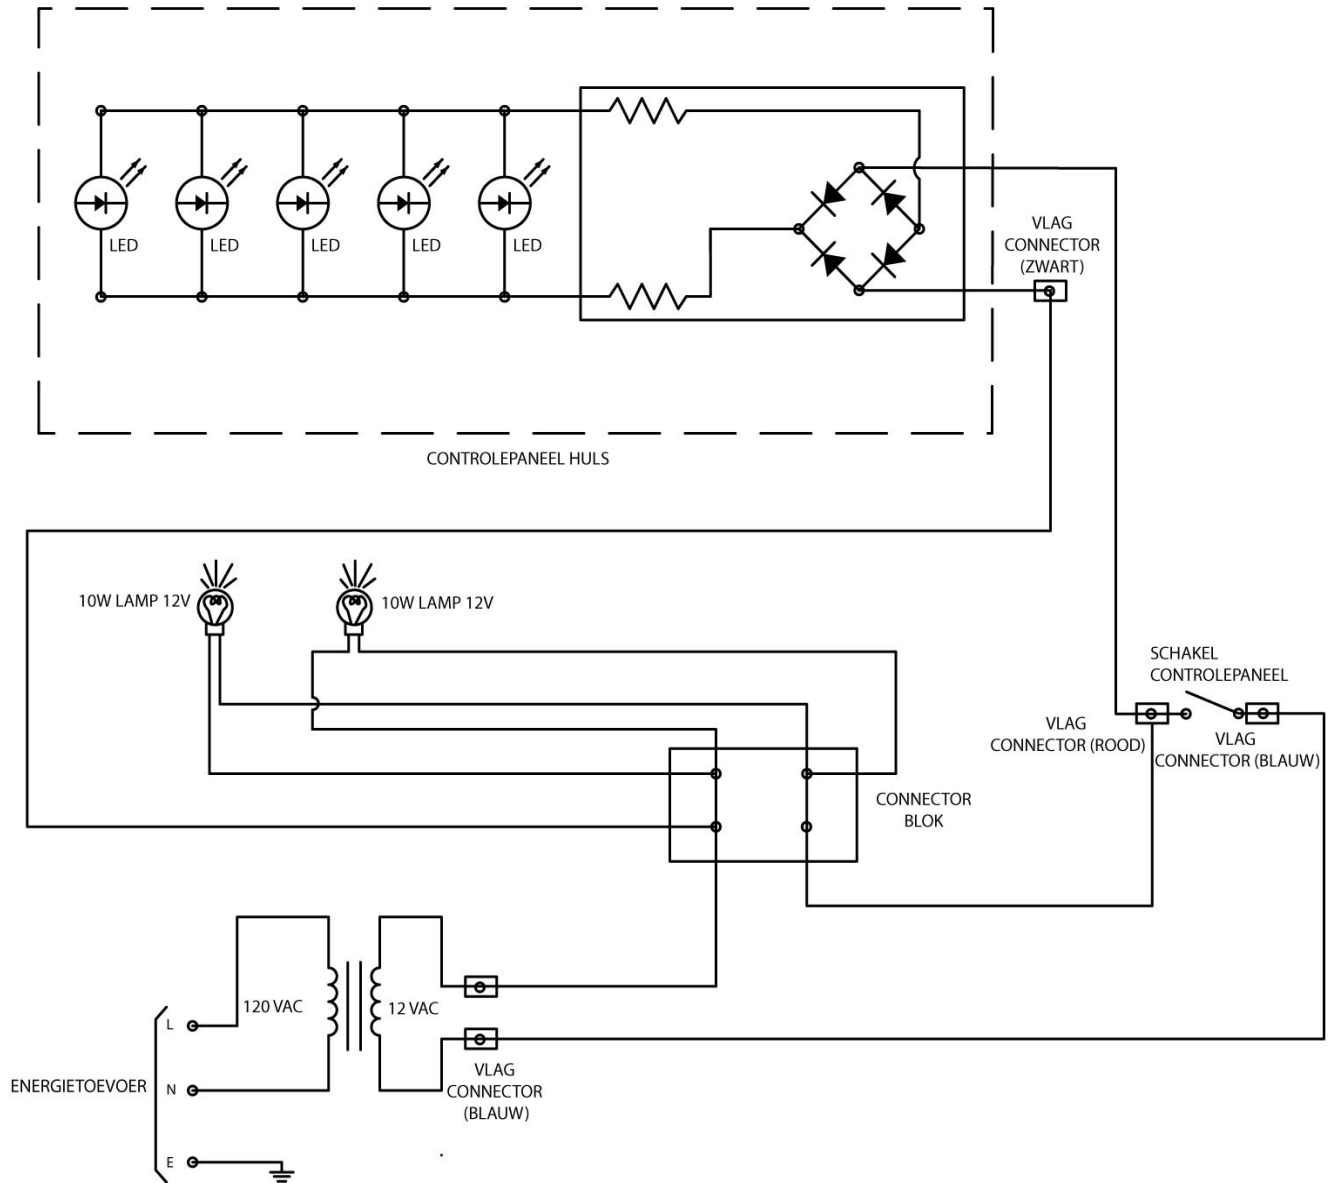 LED
LED
LED
LED
LED
VLAG
CONNECTOR
(ZWART)
CONTROLEPANEEL HULS
10W LAMP 12V
10W LAMP 12V
SCHAKEL
CONTROLEPANEEL
VLAG
CONNECTOR (ROOD)
VLAG
CONNECTOR (BLAUW)
CONNECTOR
BLOK
120 VAC
12 VAC
L
ENERGIETOEVOER
N
E
VLAG
CONNECTOR
(BLAUW)